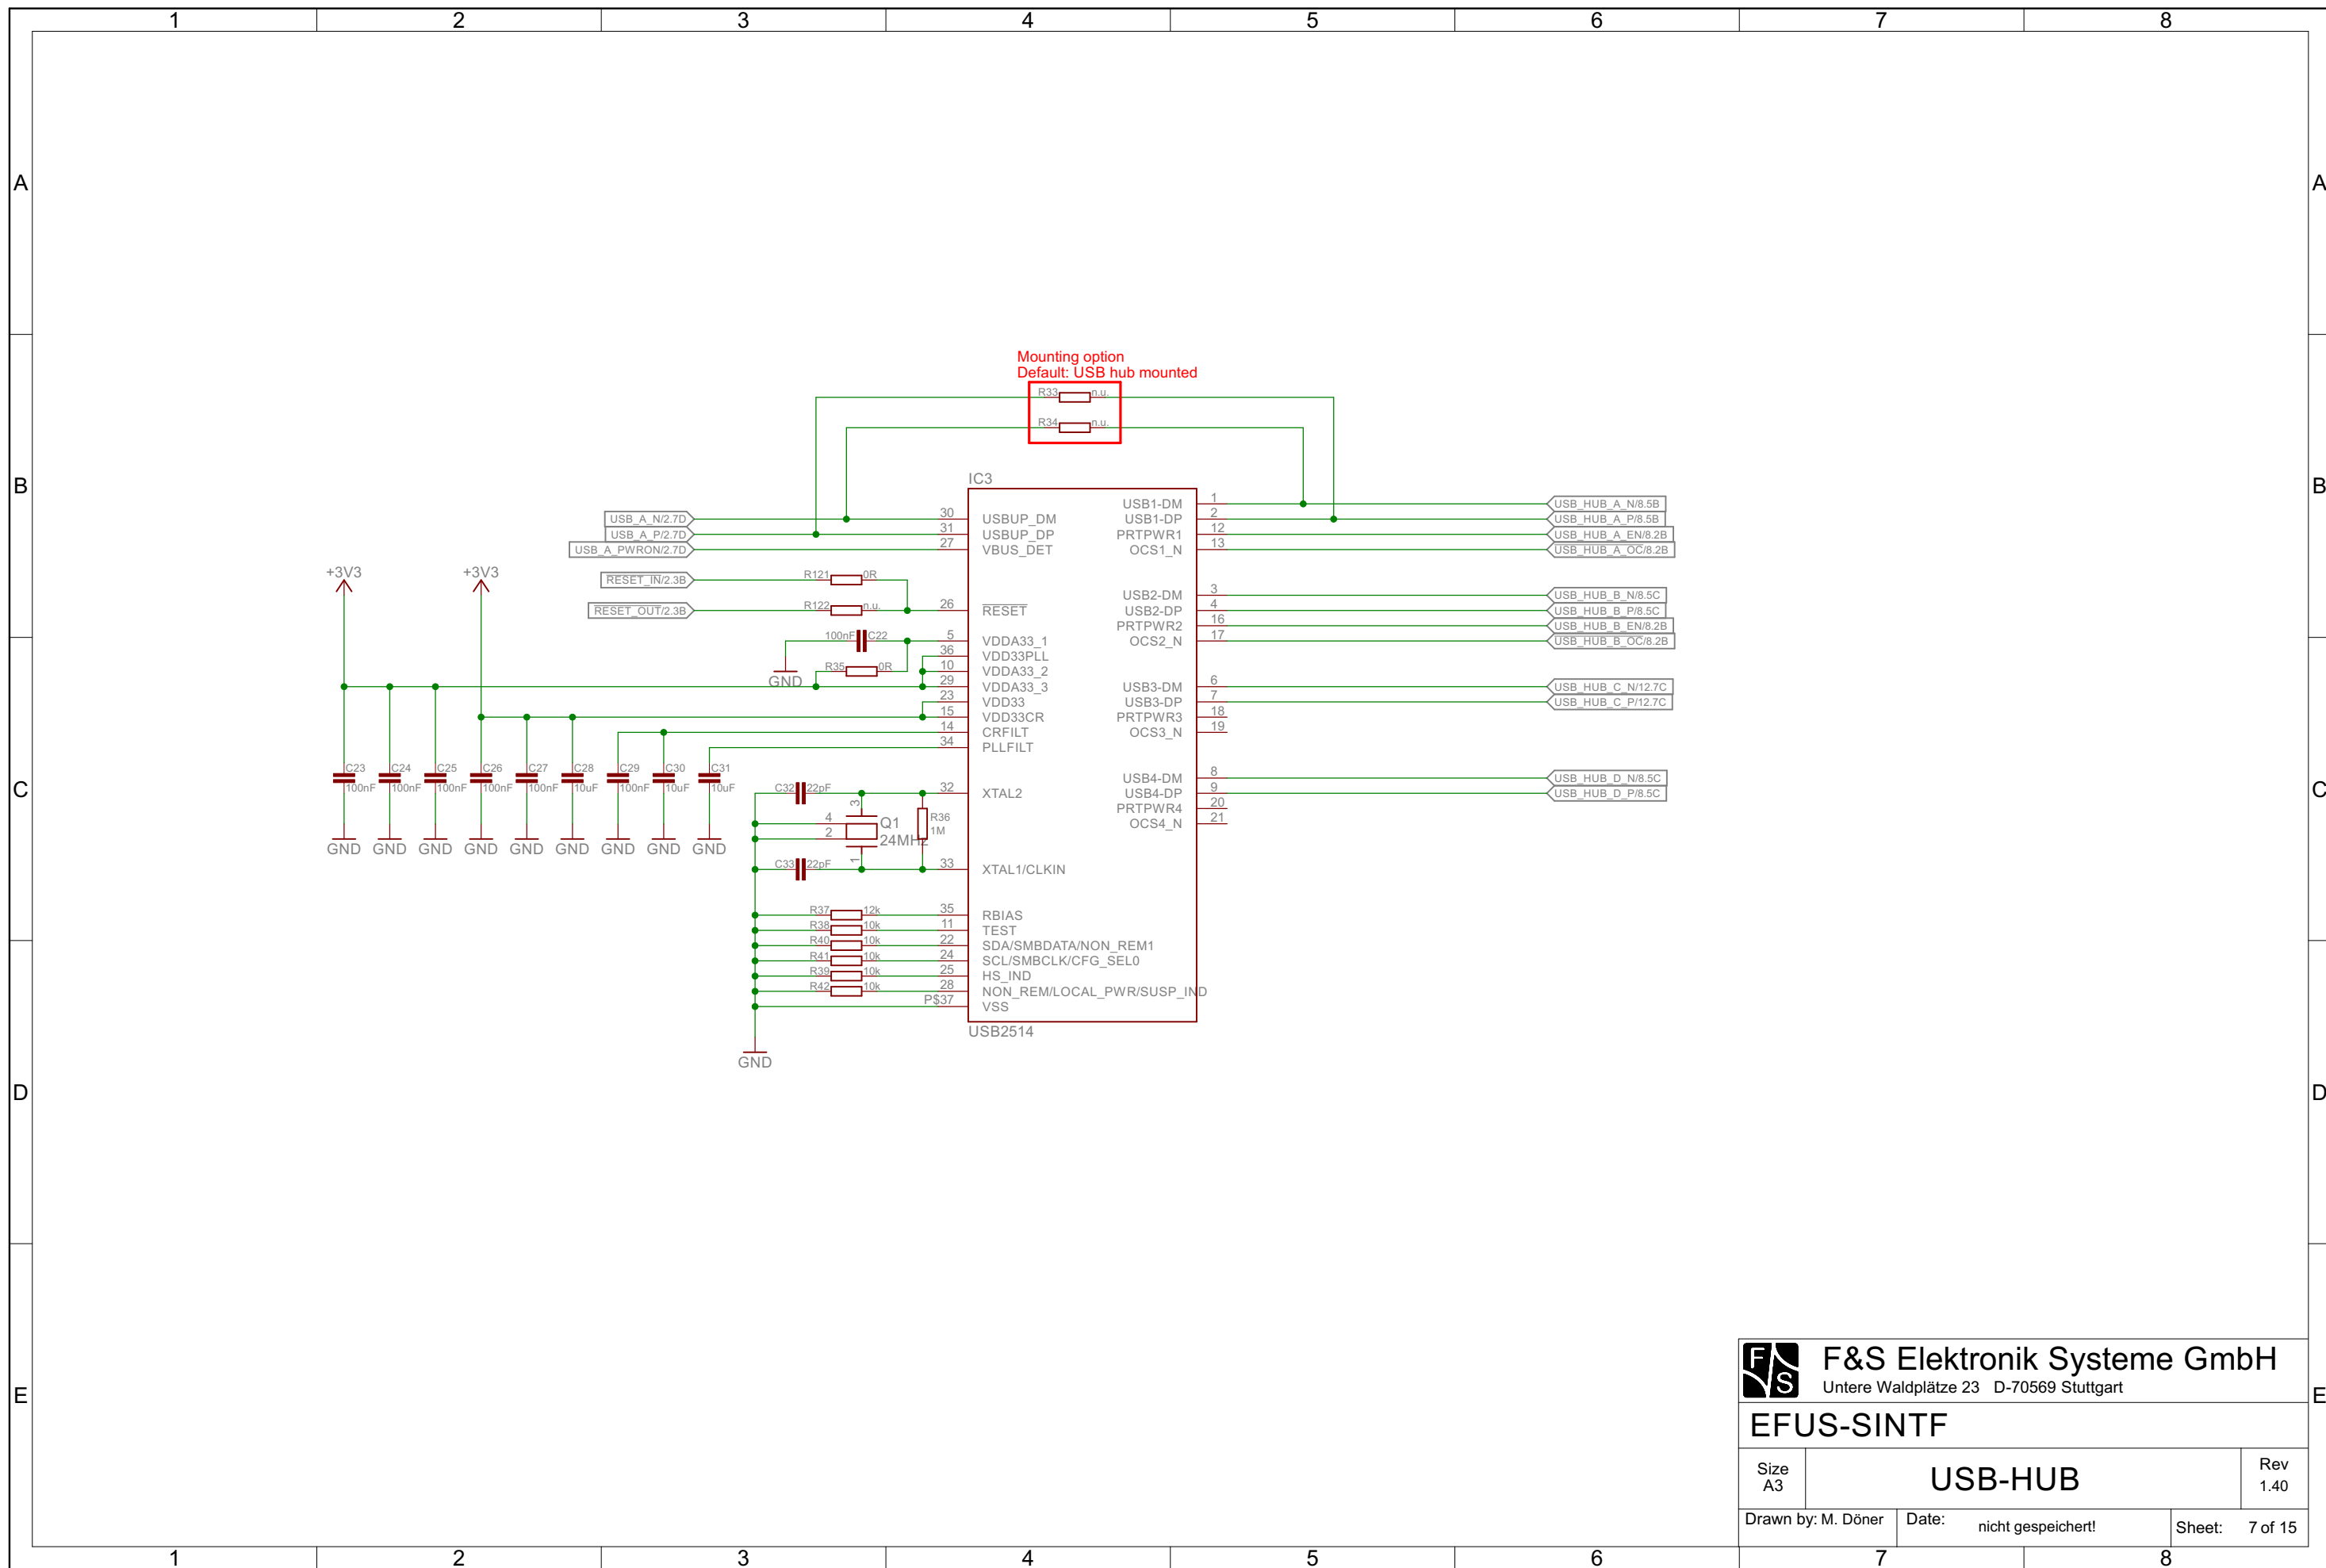 1 2 3 4 5 6 7 8
A A
Mounting option
Default: USB hub mounted
R33 n.u.
R34 n.u.
B B
IC3
USB_A_N/2.7D 30 USBUP_DM
USB_A_P/2.7D 31 USBUP_DP
USB_A_PWRON/2.7D 27 VBUS_DET
RESET_IN/2.3B R121 0R
RESET_OUT/2.3B R122 n.u. 26 RESET
100nF C22 5 VDDA33_1
36 VDD33PLL
R35 0R 10 VDDA33_2
GND 29 VDDA33_3
23 VDD33
15 VDD33CR
14 CRFILT
34 PLLFILT
USB1-DM 1 USB_HUB_A_N/8.5B
USB1-DP 2 USB_HUB_A_P/8.5B
PRTPWR1 12 USB_HUB_A_EN/8.2B
OCS1_N 13 USB_HUB_A_OC/8.2B
USB2-DM 3 USB_HUB_B_N/8.5C
USB2-DP 4 USB_HUB_B_P/8.5C
PRTPWR2 16 USB_HUB_B_EN/8.2B
OCS2_N 17 USB_HUB_B_OC/8.2B
USB3-DM 6 USB_HUB_C_N/12.7C
USB3-DP 7 USB_HUB_C_P/12.7C
PRTPWR3 18
OCS3_N 19
USB4-DM 8 USB_HUB_D_N/8.5C
USB4-DP 9 USB_HUB_D_P/8.5C
PRTPWR4 20
OCS4_N 21
+3V3 +3V3
C23 C24 C25 C26 C27 C28 C29 C30 C31
100nF 100nF 100nF 100nF 100nF 10uF 100nF 10uF 10uF
GND GND GND GND GND GND GND GND GND
C C
C32 22pF 32 XTAL2
3
4 Q1 R36
2 24MHz 1M
1
C33 22pF 33 XTAL1/CLKIN
R37 12k 35 RBIAS
R38 10k 11 TEST
R40 10k 22 SDA/SMBDATA/NON_REM1
R41 10k 24 SCL/SMBCLK/CFG_SEL0
R39 10k 25 HS_IND
R42 10k 28 NON_REM/LOCAL_PWR/SUSP_IND
P$37 VSS
USB2514
GND
D D
E E
F S
F&S Elektronik Systeme GmbH
Untere Waldplätze 23 D-70569 Stuttgart
EFUS-SINTF
Size
A3
USB-HUB
Rev
1.40
Drawn by: M. Döner Date: nicht gespeichert! Sheet: 7 of 15
1 2 3 4 5 6 7 8